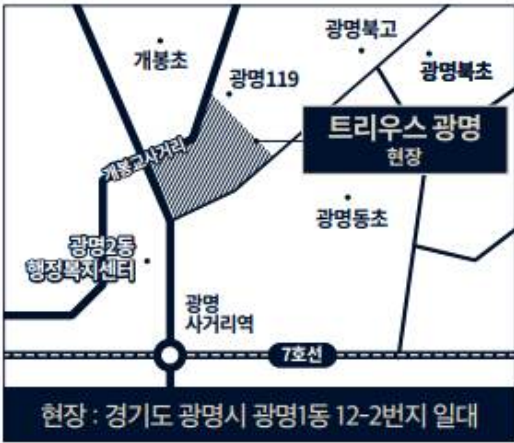 광명북고
개봉초
광명북초
광명119
트리우스 광명
현장
개봉교사거리
광명동초
광명2동
행정복지센터
광명
사거리역
7호선
현장 : 경기도 광명시 광명1동 12-2번지 일대